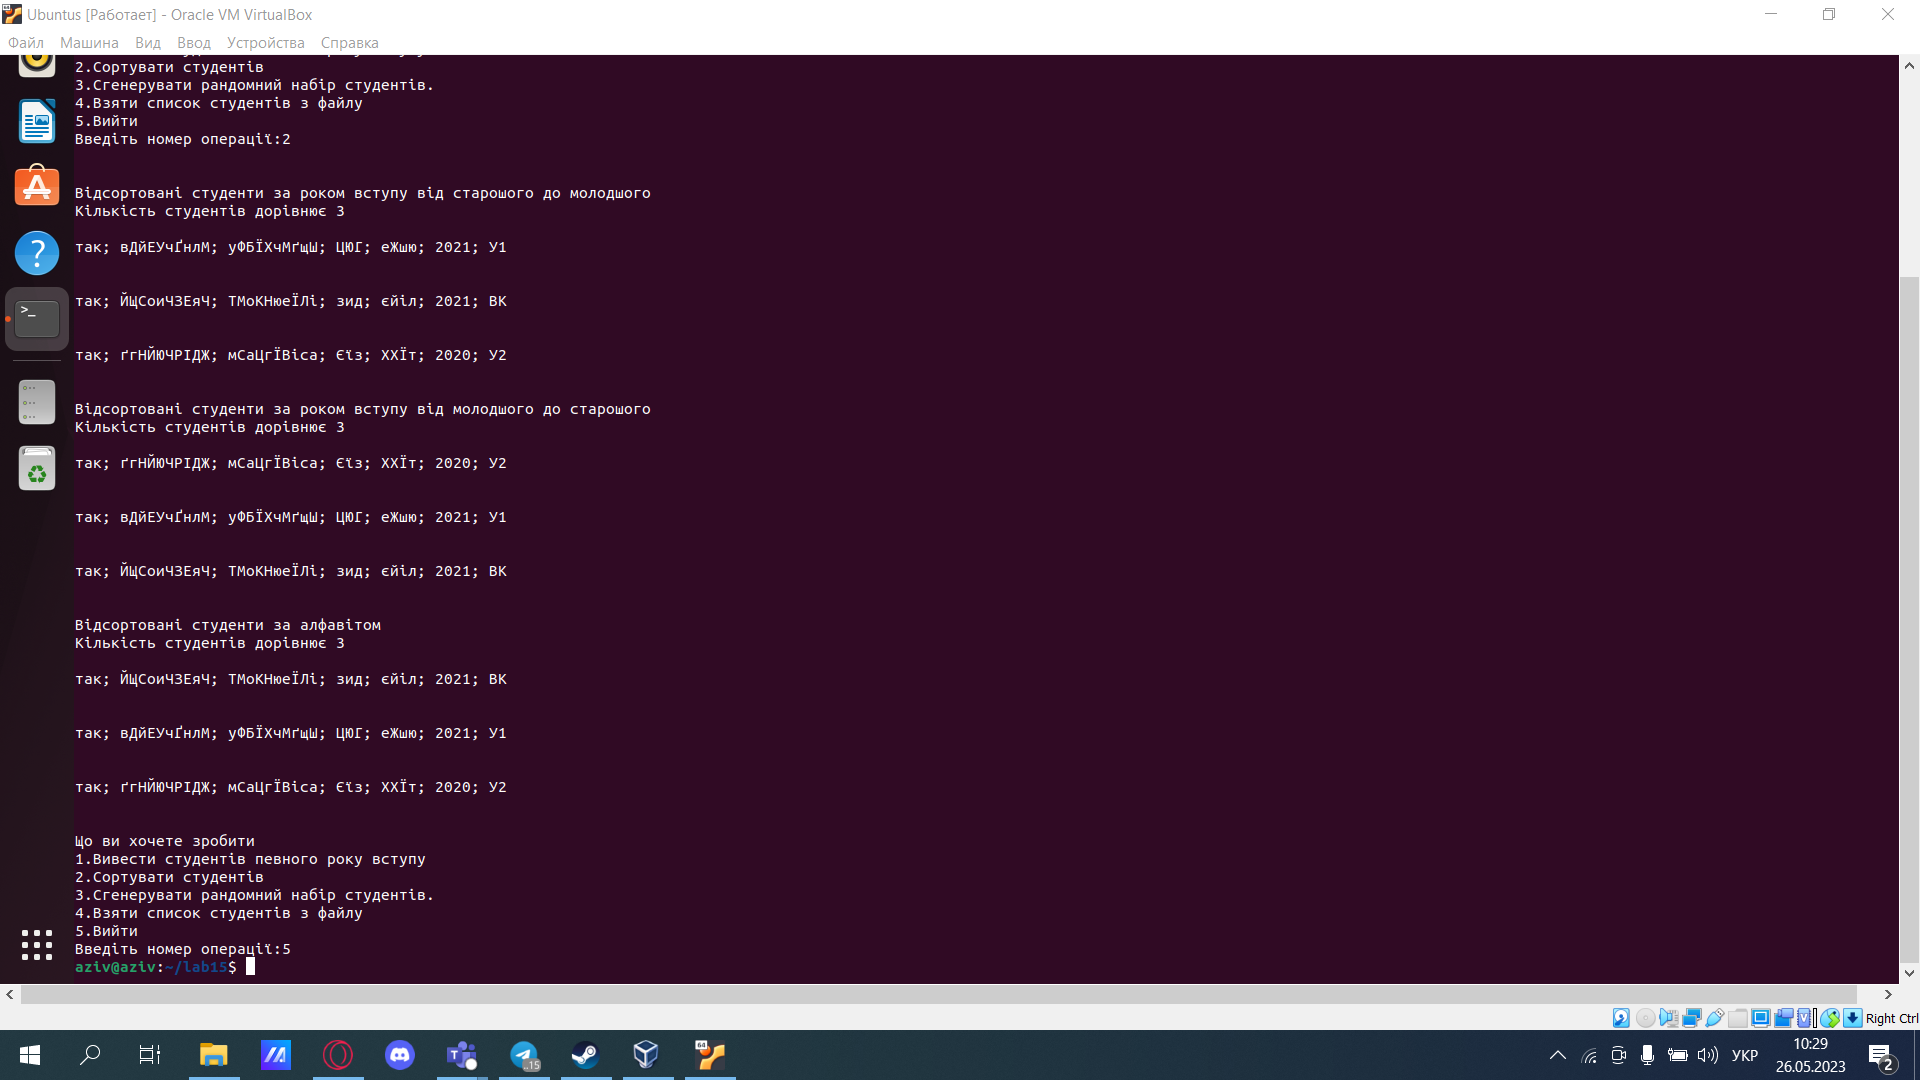 Ubuntus [Работает] - Oracle VM VirtualBox
Файл Машина Вид Ввод Устройства Справка
2.Сортувати студентів
3.Сгенерувати рандомний набір студентів.
4.Взяти список студентів з файлу
5.Вийти
Введіть номер операції:2
Відсортовані студенти за роком вступу від старошого до молодшого
Кількість студентів дорівнює 3
так; вДйЕУчҐнлМ; уФБЇХчМґщШ; ЦЮГ; еЖшю; 2021; У1
так; ЙЩСоиЧЗЕяЧ; ТМоКНюеЇЛі; зид; єйіл; 2021; ВК
так; ґгНЙЮЧРІДЖ; мСаЦгЇВіса; Єїз; ХХЇт; 2020; У2
Відсортовані студенти за роком вступу від молодшого до старошого
Кількість студентів дорівнює 3
так; ґгНЙЮЧРІДЖ; мСаЦгЇВіса; Єїз; ХХЇт; 2020; У2
так; вДйЕУчҐнлМ; уФБЇХчМґщШ; ЦЮГ; еЖшю; 2021; У1
так; ЙЩСоиЧЗЕяЧ; ТМоКНюеЇЛі; зид; єйіл; 2021; ВК
Відсортовані студенти за алфавітом
Кількість студентів дорівнює 3
так; ЙЩСоиЧЗЕяЧ; ТМоКНюеЇЛі; зид; єйіл; 2021; ВК
так; вДйЕУчҐнлМ; уФБЇХчМґщШ; ЦЮГ; еЖшю; 2021; У1
так; ґгНЙЮЧРІДЖ; мСаЦгЇВіса; Єїз; ХХЇт; 2020; У2
Що ви хочете зробити
1.Вивести студентів певного року вступу
2.Сортувати студентів
3.Сгенерувати рандомний набір студентів.
4.Взяти список студентів з файлу
5.Вийти
Введіть номер операції:5
aziv@aziv:~/lab15$
Right Ctrl
УКР
10:29
26.05.2023
2
..15